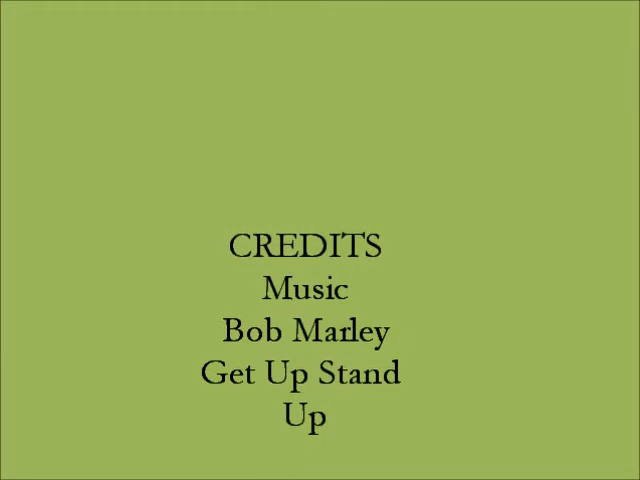 CREDITS
Music
Bob Marley
Get Up Stand
Up